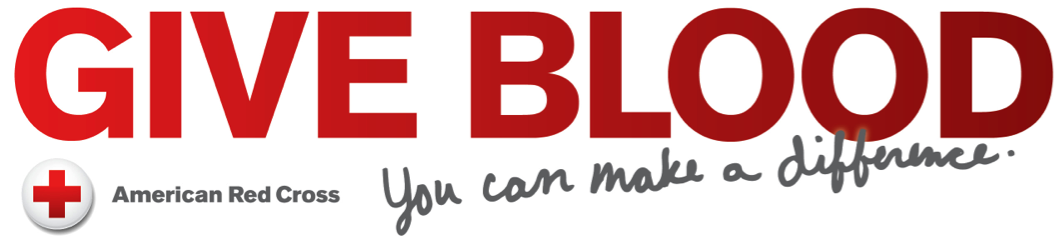 GIVE BLOOD
American Red Cross
You can make a difference.